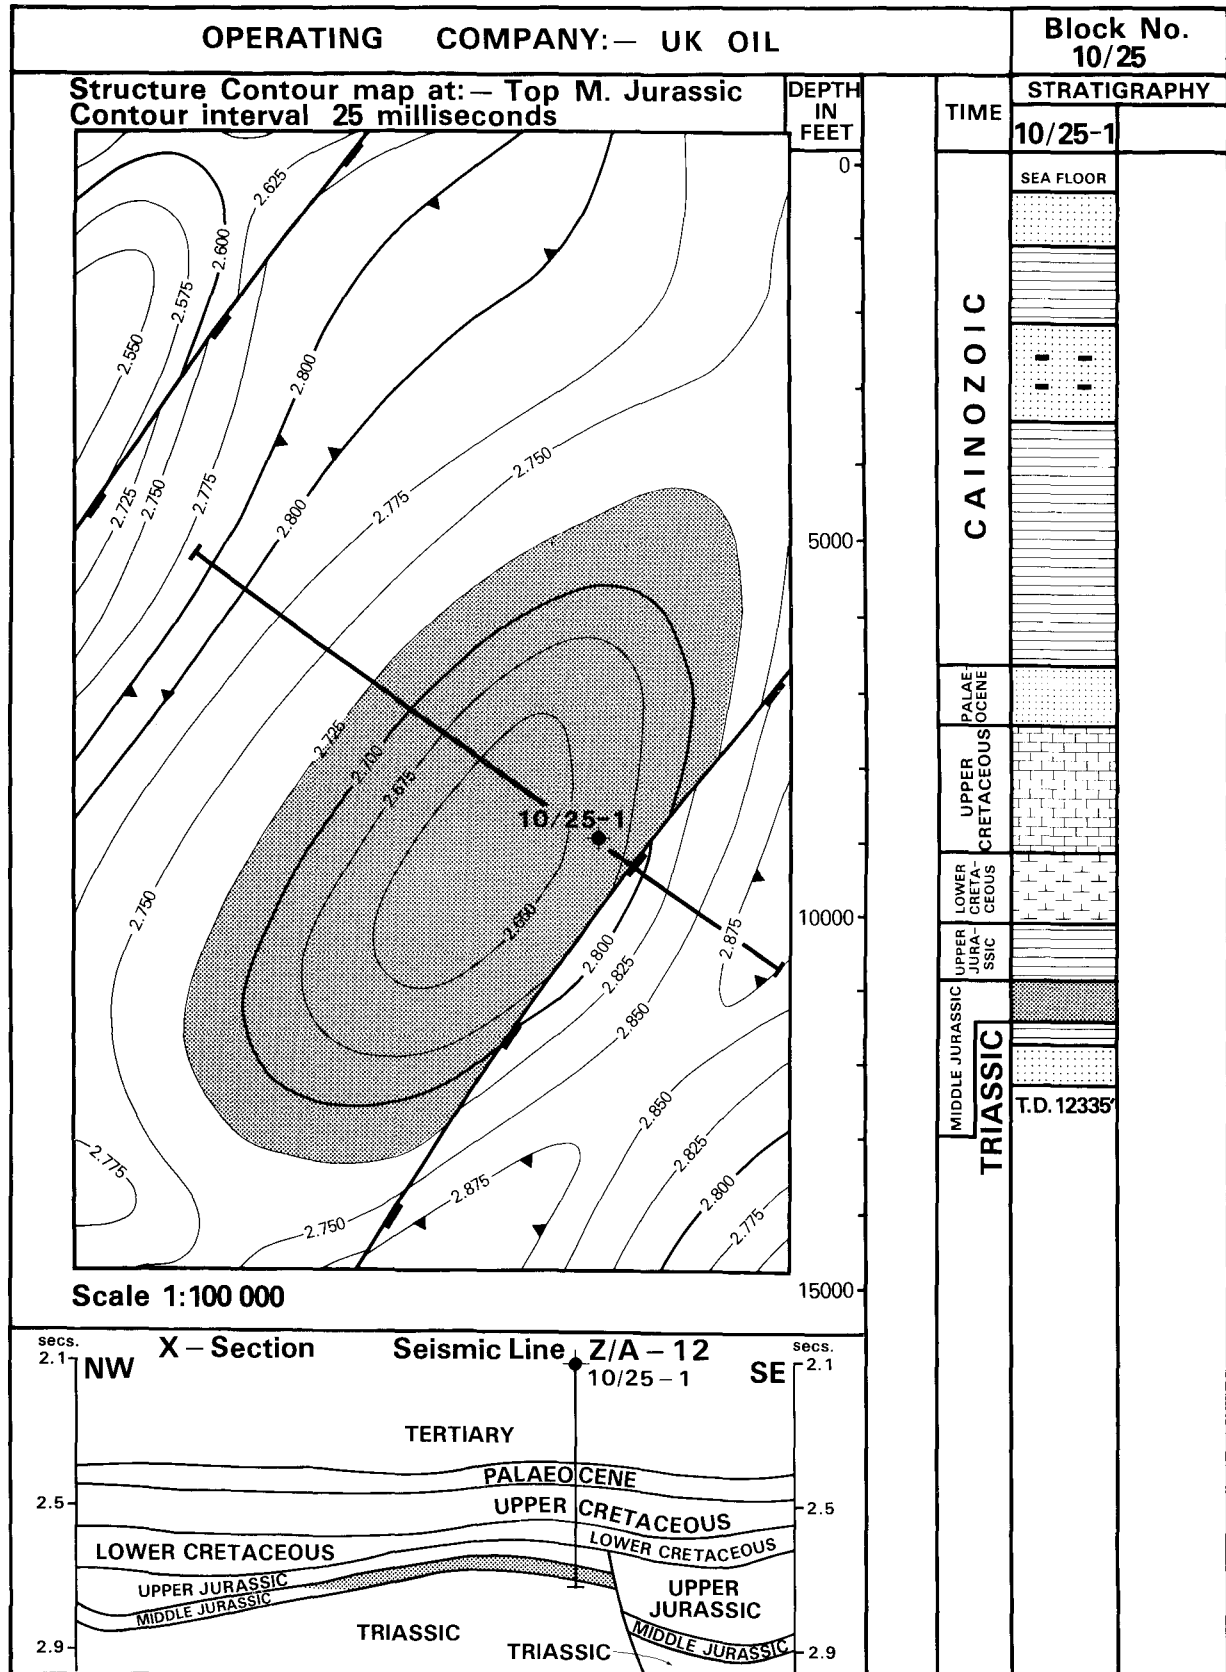 OPERATING COMPANY:— UK OIL
Block No.
10/25
Structure Contour map at:— Top M. Jurassic
Contour interval 25 milliseconds
DEPTH
IN
FEET
TIME
STRATIGRAPHY
10/25-1
0
5000
10000
15000
SEA FLOOR
CAINOZOIC
PALAE-
OCENE
UPPER
CRETACEOUS
LOWER
CRETA-
CEOUS
UPPER
JURA-
SSIC
MIDDLE JURASSIC
TRIASSIC
T.D. 12335'
2.625
2.600
2.575
2.550
2.800
2.725
2.750
2.775
2.800
2.775
2.750
2.725
2.700
2.675
10/25-1
2.650
2.750
2.800
2.825
2.850
2.875
2.850
2.825
2.800
2.775
2.775
2.750
2.875
Scale 1:100 000
secs.
X – Section
Seismic Line Z/A – 12
secs.
2.1
NW
10/25 – 1
SE
2.1
TERTIARY
PALAEOCENE
2.5
UPPER CRETACEOUS
2.5
LOWER CRETACEOUS
LOWER CRETACEOUS
UPPER JURASSIC
MIDDLE JURASSIC
UPPER
JURASSIC
TRIASSIC
MIDDLE JURASSIC
2.9
TRIASSIC
2.9